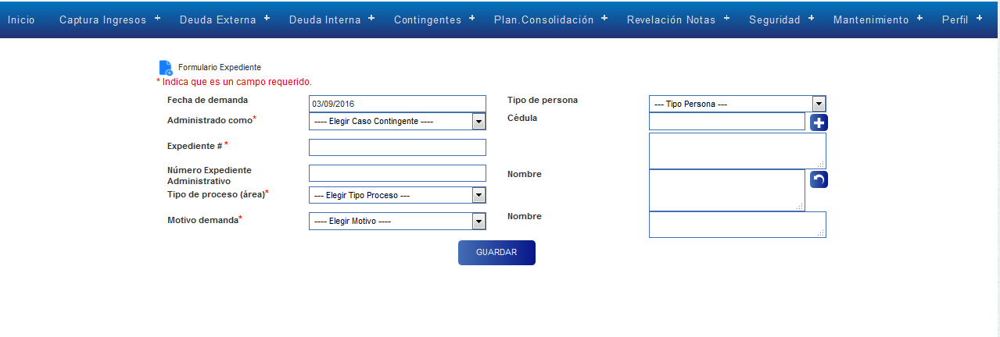 Inicio Captura Ingresos + Deuda Externa + Deuda Interna + Contingentes + Plan.Consolidación + Revelación Notas + Seguridad + Mantenimiento + Perfil +
Formulario Expediente
* Indica que es un campo requerido.
Fecha de demanda 03/09/2016 Tipo de persona --- Tipo Persona ---
Administrado como* ---- Elegir Caso Contingente ---- Cédula
Expediente # *
Número Expediente
Administrativo
Nombre
Tipo de proceso (área)* --- Elegir Tipo Proceso ---
Motivo demanda* ---- Elegir Motivo ---- Nombre
GUARDAR